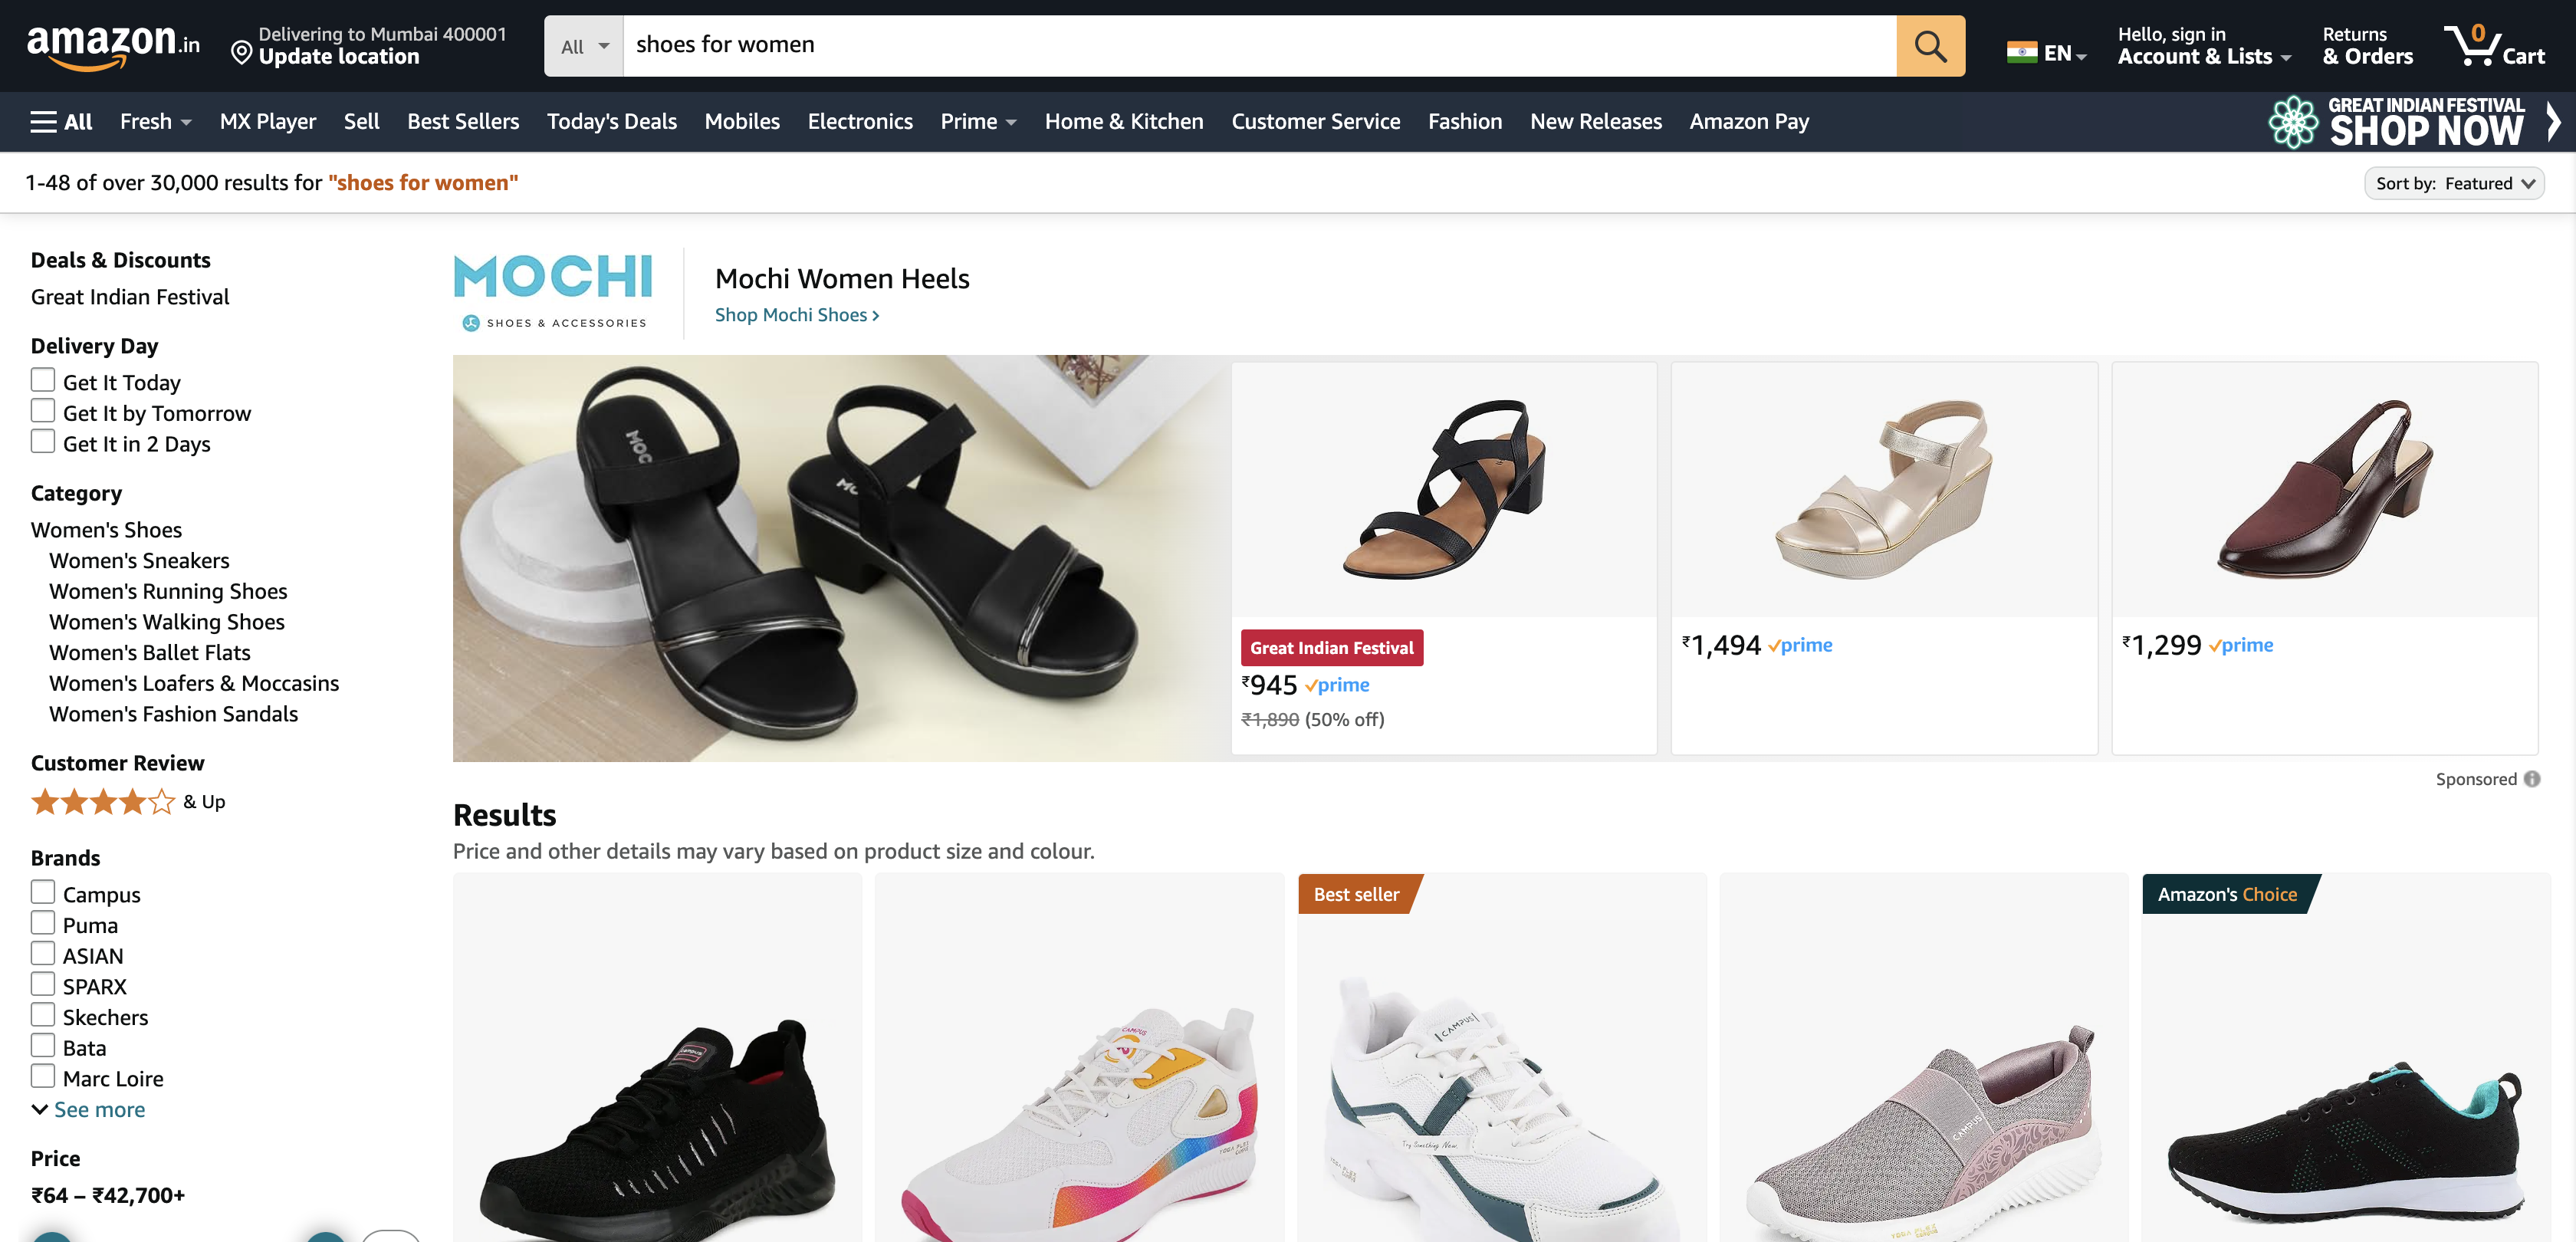 amazon.in
Delivering to Mumbai 400001
Update location
All
shoes for women
EN
Hello, sign in
Account & Lists
Returns
& Orders
0
Cart
All
Fresh
MX Player
Sell
Best Sellers
Today's Deals
Mobiles
Electronics
Prime
Home & Kitchen
Customer Service
Fashion
New Releases
Amazon Pay
GREAT INDIAN FESTIVAL
SHOP NOW
1-48 of over 30,000 results for "shoes for women"
Sort by: Featured
Deals & Discounts
Great Indian Festival
Delivery Day
Get It Today
Get It by Tomorrow
Get It in 2 Days
Category
Women's Shoes
Women's Sneakers
Women's Running Shoes
Women's Walking Shoes
Women's Ballet Flats
Women's Loafers & Moccasins
Women's Fashion Sandals
Customer Review
& Up
Brands
Campus
Puma
ASIAN
SPARX
Skechers
Bata
Marc Loire
See more
Price
₹64 – ₹42,700+
MOCHI
SHOES & ACCESSORIES
Mochi Women Heels
Shop Mochi Shoes ›
MOC
Great Indian Festival
₹945 prime
₹1,890 (50% off)
₹1,494 prime
₹1,299 prime
Sponsored
Results
Price and other details may vary based on product size and colour.
Best seller
Amazon's Choice
CAMPUS
CAMPUS
CAMPUS
Try Something New.
CAMPUS